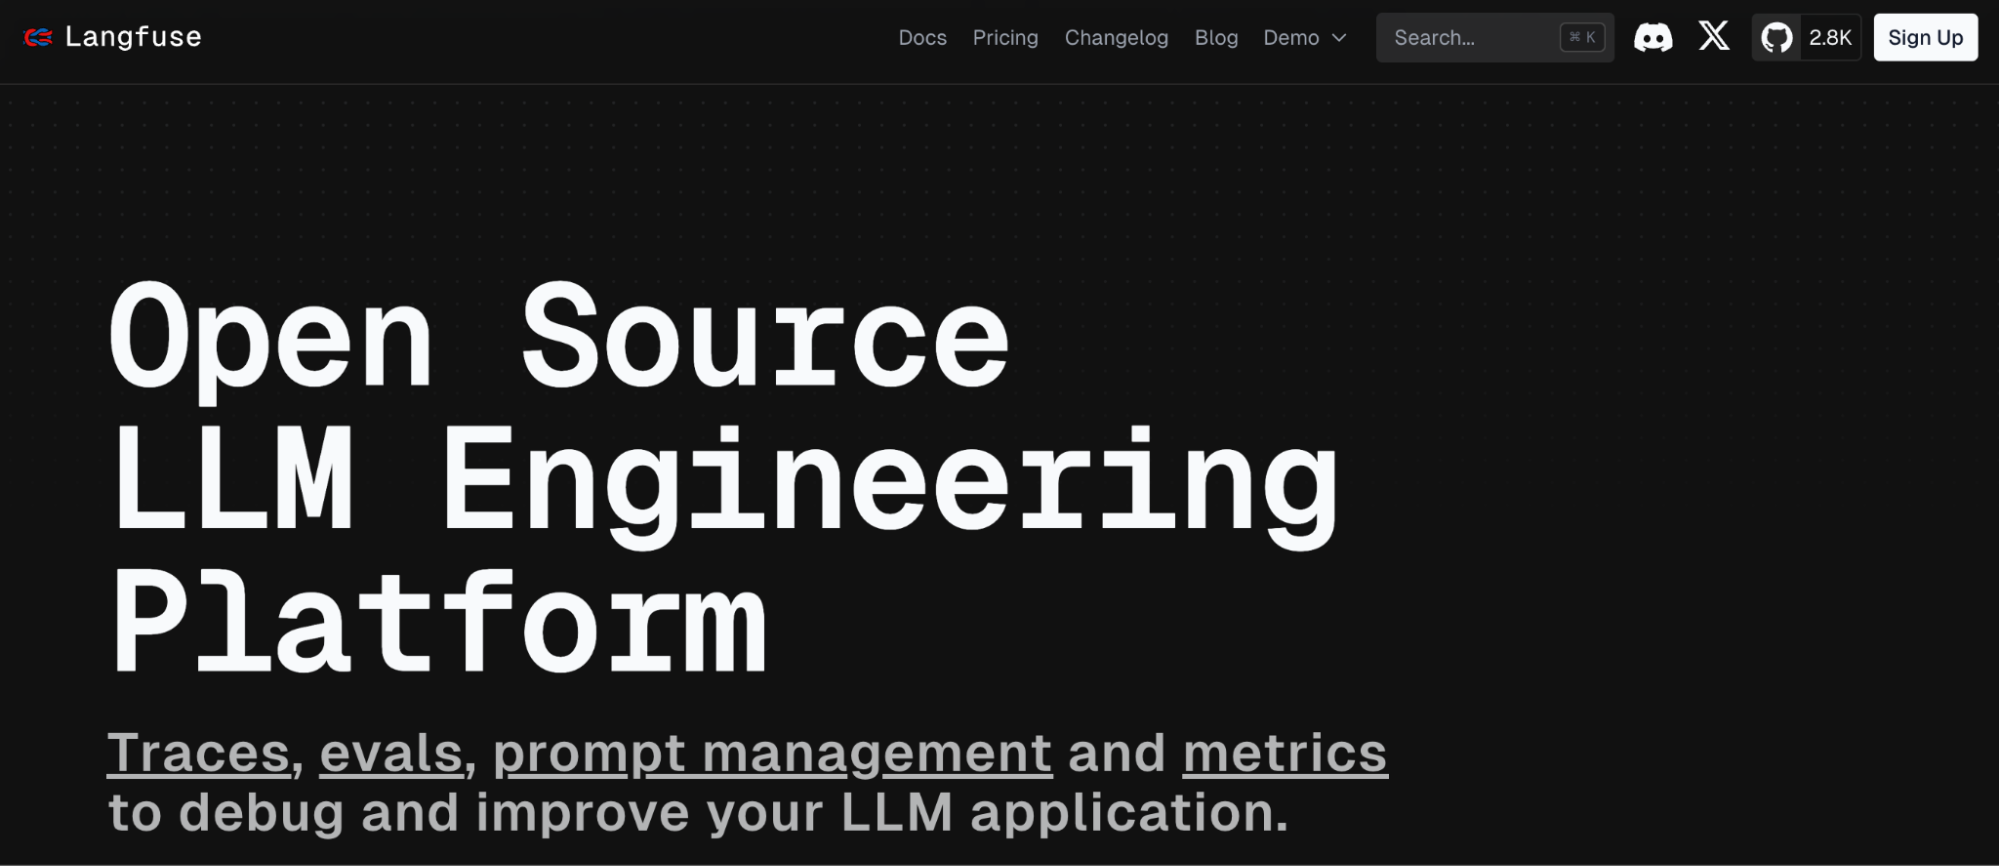 Langfuse
Docs Pricing Changelog Blog Demo Search... ⌘ K 2.8K Sign Up
Open Source
LLM Engineering
Platform
Traces, evals, prompt management and metrics
to debug and improve your LLM application.